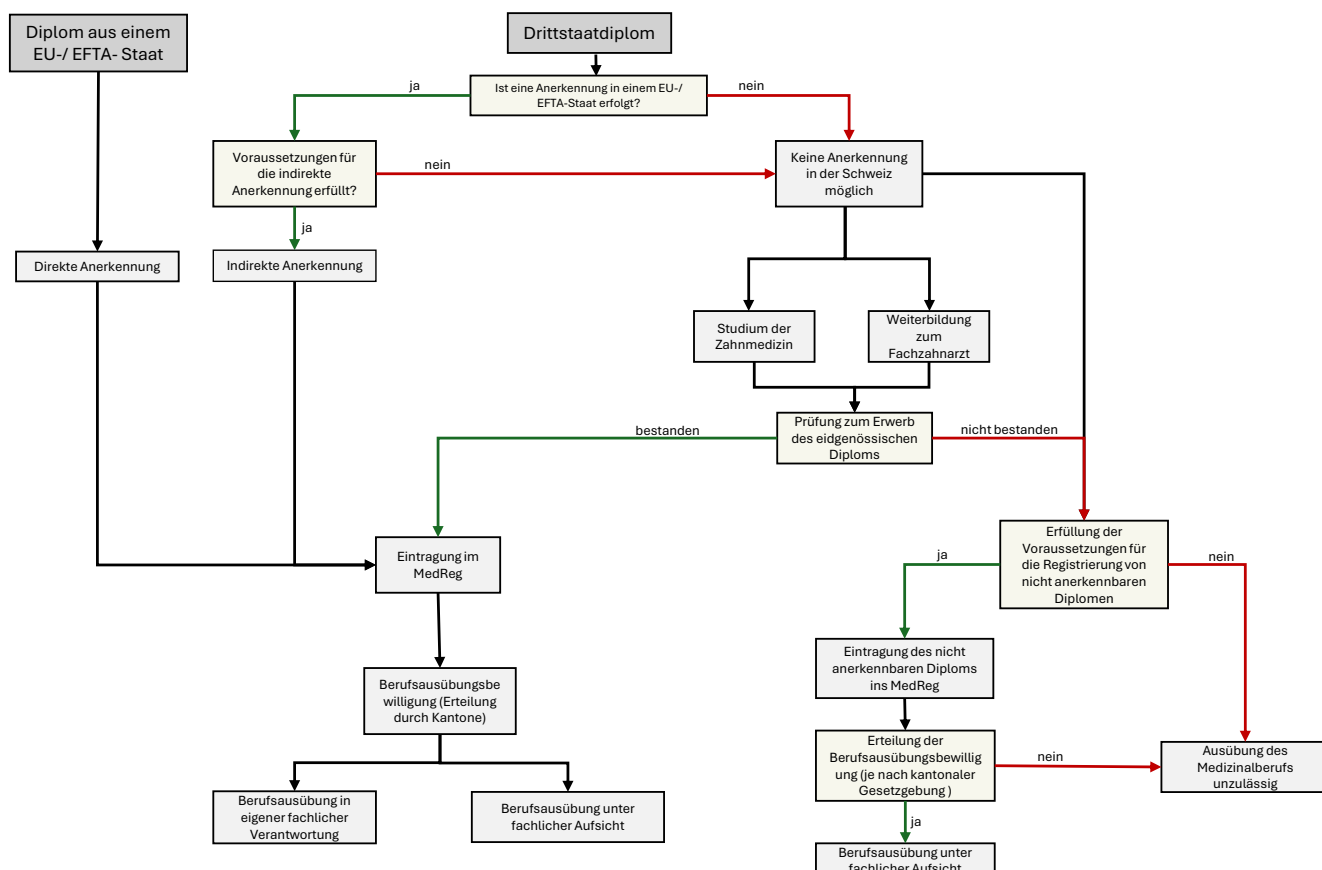 Diplom aus einem
EU-/ EFTA- Staat
Drittstaatdiplom
Ist eine Anerkennung in einem EU-/
EFTA-Staat erfolgt?
ja
nein
Voraussetzungen für
die indirekte
Anerkennung erfüllt?
nein
Keine Anerkennung
in der Schweiz
möglich
ja
Direkte Anerkennung
Indirekte Anerkennung
Studium der
Zahnmedizin
Weiterbildung
zum
Fachzahnarzt
Prüfung zum Erwerb
des eidgenössischen
Diploms
bestanden
nicht bestanden
Eintragung im
MedReg
Erfüllung der
Voraussetzungen für
die Registrierung von
nicht anerkennbaren
Diplomen
ja
nein
Eintragung des nicht
anerkennbaren Diploms
ins MedReg
Berufsausübungsbe
willigung (Erteilung
durch Kantone)
Erteilung der
Berufsausübungsbewillig
ung (je nach kantonaler
Gesetzgebung )
nein
Ausübung des
Medizinalberufs
unzulässig
Berufsausübung in
eigener fachlicher
Verantwortung
Berufsausübung unter
fachlicher Aufsicht
ja
Berufsausübung unter
fachlicher Aufsicht